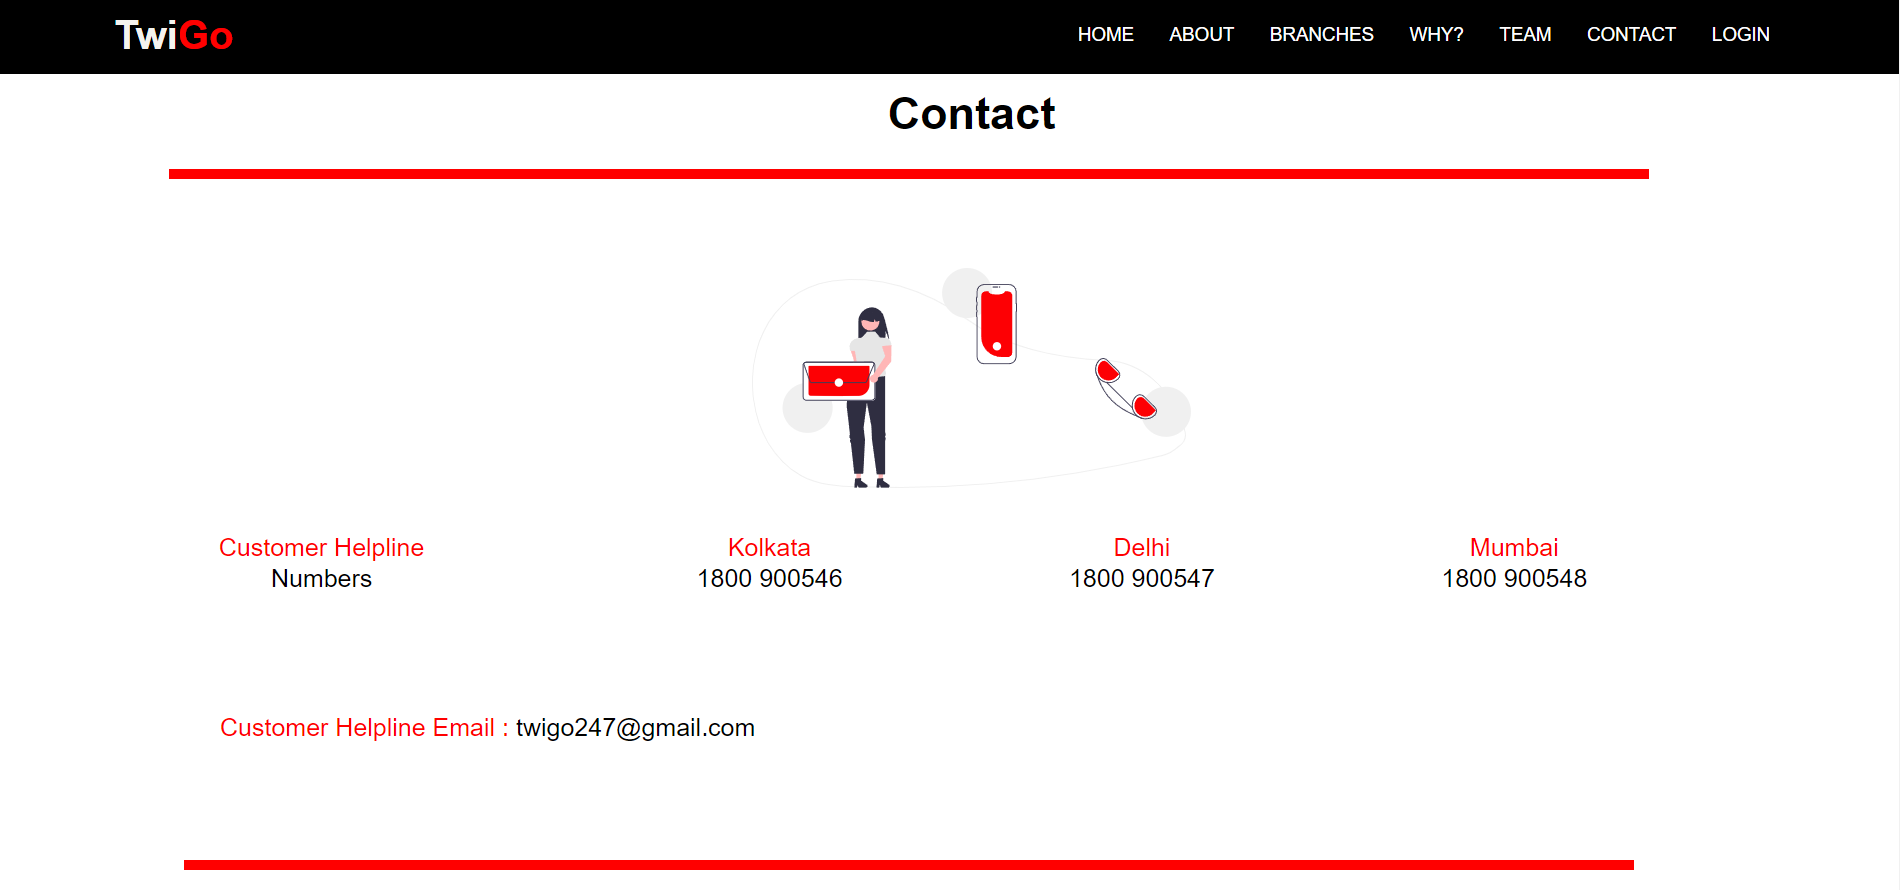 TwiGo
HOME ABOUT BRANCHES WHY? TEAM CONTACT LOGIN
Contact
Customer Helpline
Numbers
Kolkata
1800 900546
Delhi
1800 900547
Mumbai
1800 900548
Customer Helpline Email : twigo247@gmail.com